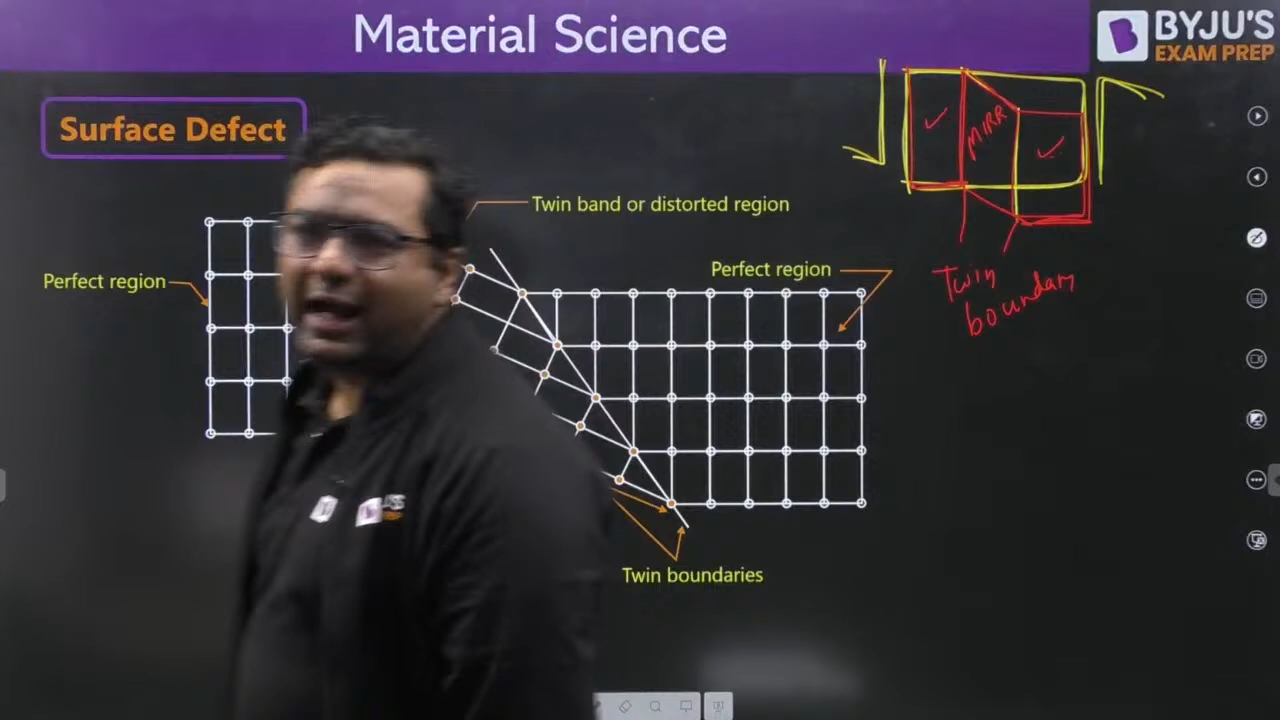 Material Science
BYJU'S
EXAM PREP
Surface Defect
MIRR
Twin band or distorted region
Perfect region
Perfect region
Twin
boundary
Twin boundaries